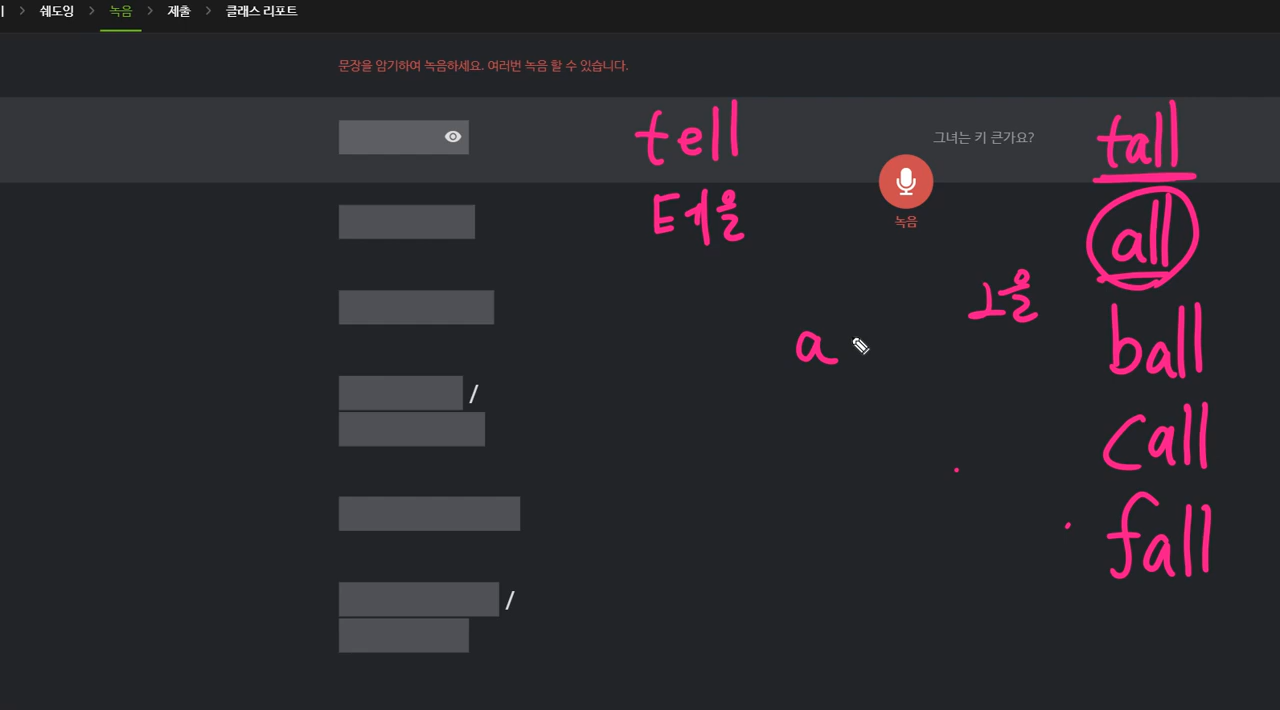 쉐도잉 > 녹음 > 제출 > 클래스 리포트
문장을 암기하여 녹음하세요. 여러번 녹음 할 수 있습니다.
tell
그녀는 키 큰가요?
tall
테을
녹음
all
그을
a
ball
/
call
fall
/